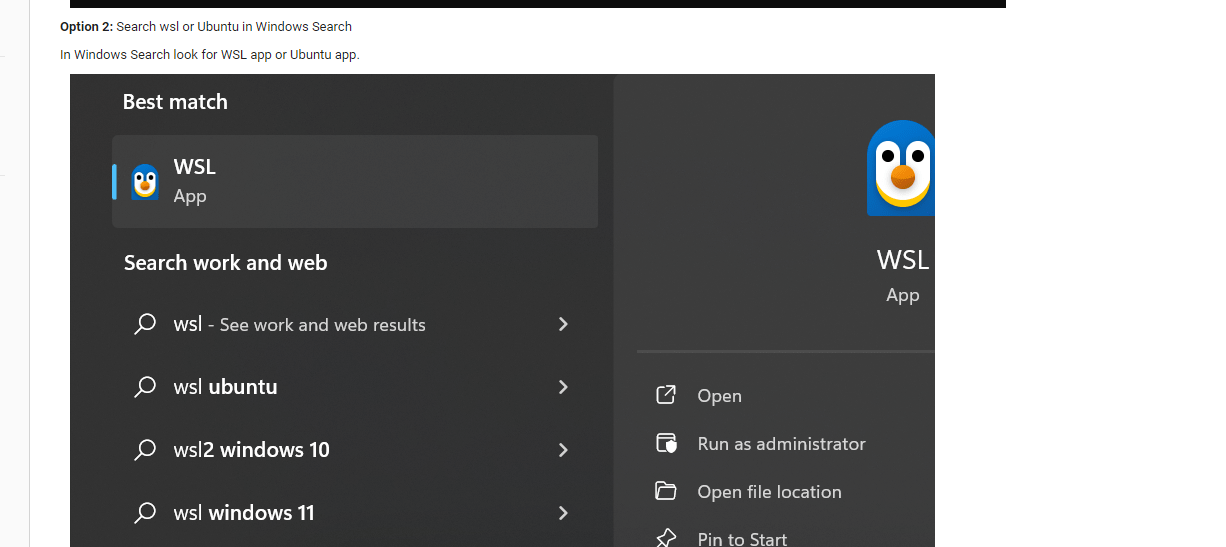 Option 2: Search wsl or Ubuntu in Windows Search
In Windows Search look for WSL app or Ubuntu app.
Best match
WSL
App
Search work and web
wsl - See work and web results
wsl ubuntu
wsl2 windows 10
wsl windows 11
WSL
App
Open
Run as administrator
Open file location
Pin to Start